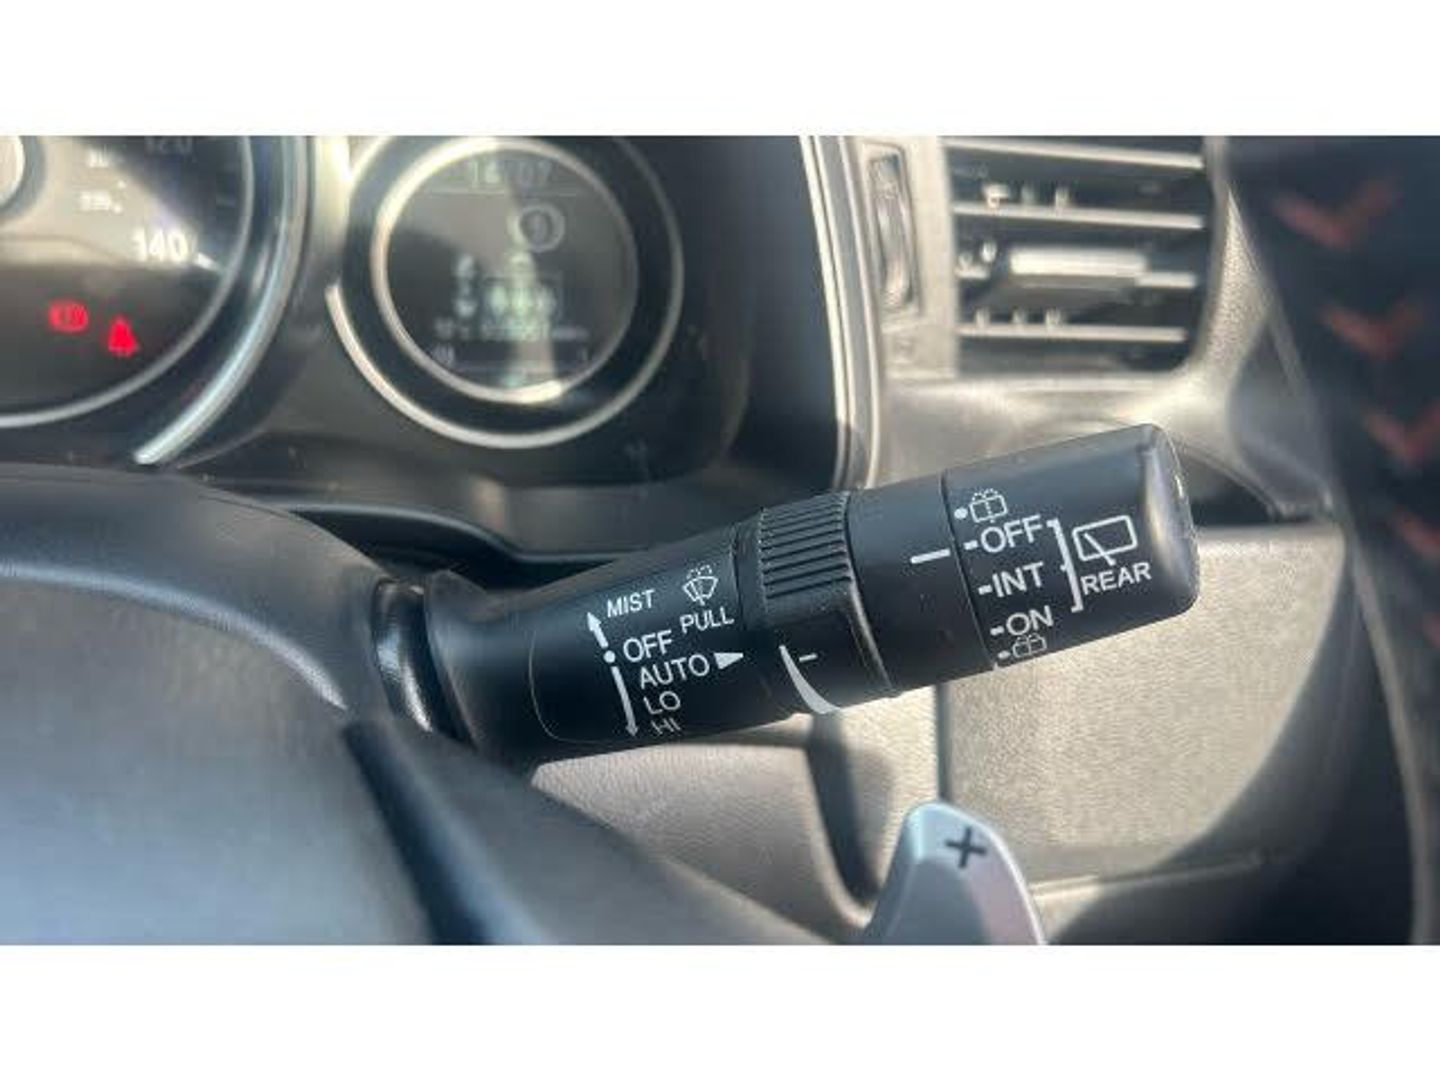 140
MIST
PULL
OFF
AUTO
LO
HI
OFF
INT
ON
REAR
+